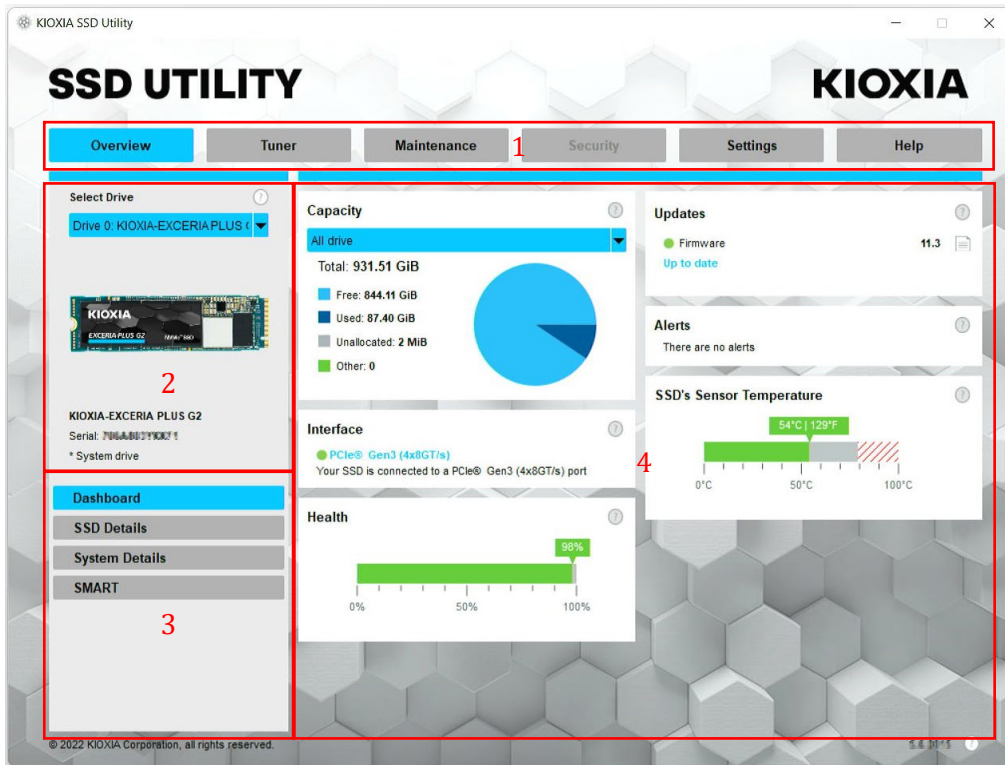 KIOXIA SSD Utility
SSD UTILITY
KIOXIA
Overview
Tuner
Maintenance
1
Security
Settings
Help
Select Drive
?
Drive 0: KIOXIA-EXCERIA PLUS
KIOXIA
EXCERIA PLUS G2
NVMe™ SSD
2
KIOXIA-EXCERIA PLUS G2
Serial:
* System drive
Dashboard
SSD Details
System Details
SMART
3
Capacity
?
All drive
Total: 931.51 GiB
Free: 844.11 GiB
Used: 87.40 GiB
Unallocated: 2 MiB
Other: 0
Interface
?
PCIe® Gen3 (4x8GT/s)
Your SSD is connected to a PCIe® Gen3 (4x8GT/s) port
Health
?
98%
0%
50%
100%
4
Updates
?
Firmware
11.3
Up to date
Alerts
?
There are no alerts
SSD's Sensor Temperature
?
54°C | 129°F
0°C
50°C
100°C
© 2022 KIOXIA Corporation, all rights reserved.
?